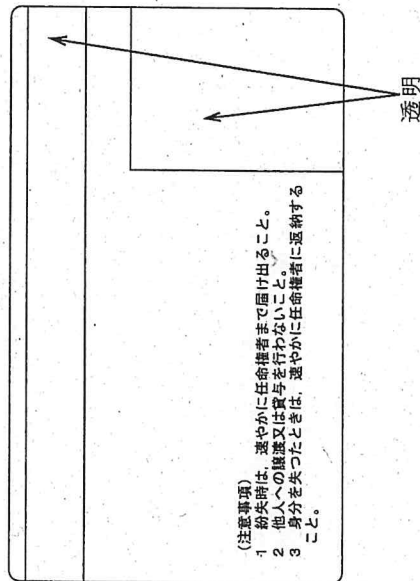 (注意事項)
1 紛失時は、速やかに任命権者まで届け出ること。
2 他人への譲渡又は貸与を行わないこと。
3 身分を失つたときは、速やかに任命権者に返納する
こと。
透明